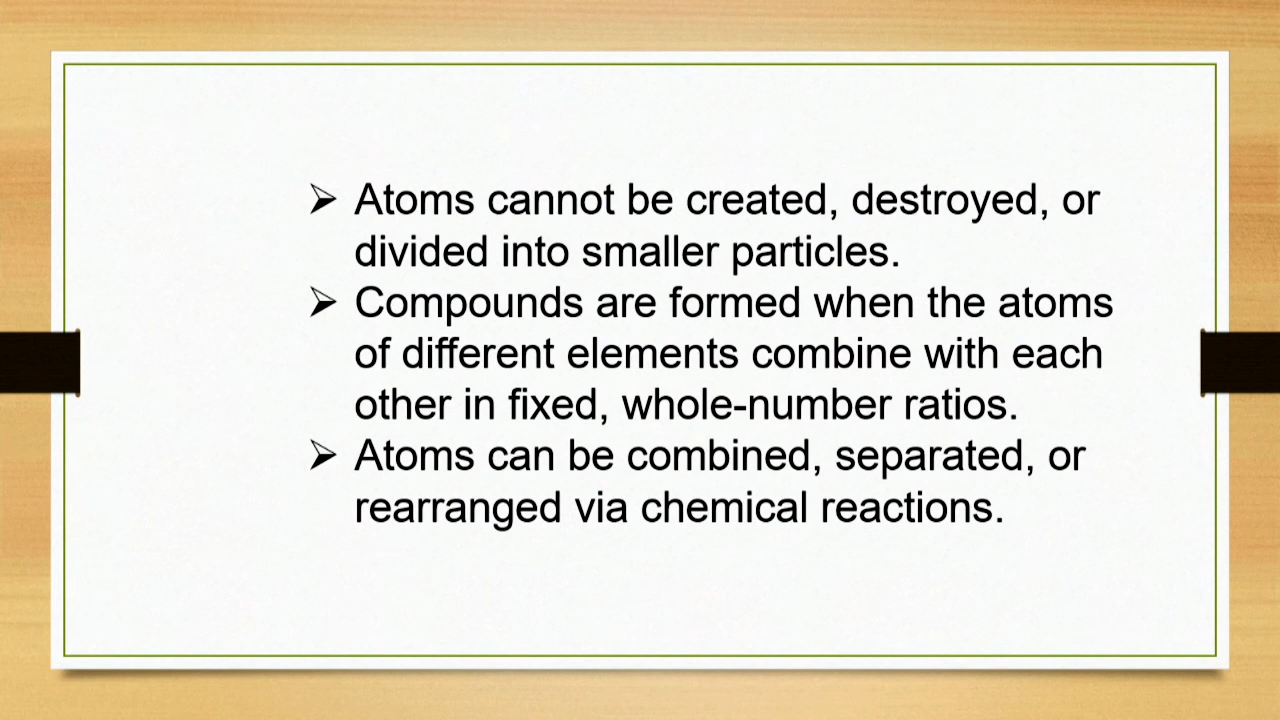 ➢ Atoms cannot be created, destroyed, or
divided into smaller particles.
➢ Compounds are formed when the atoms
of different elements combine with each
other in fixed, whole-number ratios.
➢ Atoms can be combined, separated, or
rearranged via chemical reactions.